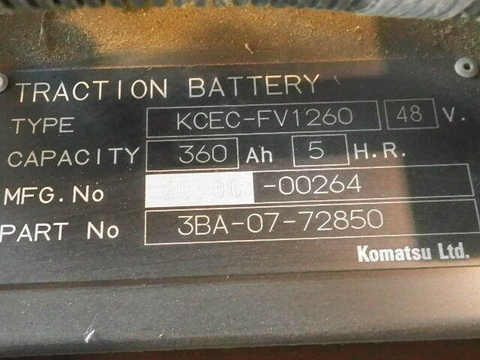 TRACTION BATTERY
TYPE KCEC-FV1260 48 V.
CAPACITY 360 Ah 5 H.R.
MFG.No -00264
PART No 3BA-07-72850
Komatsu Ltd.